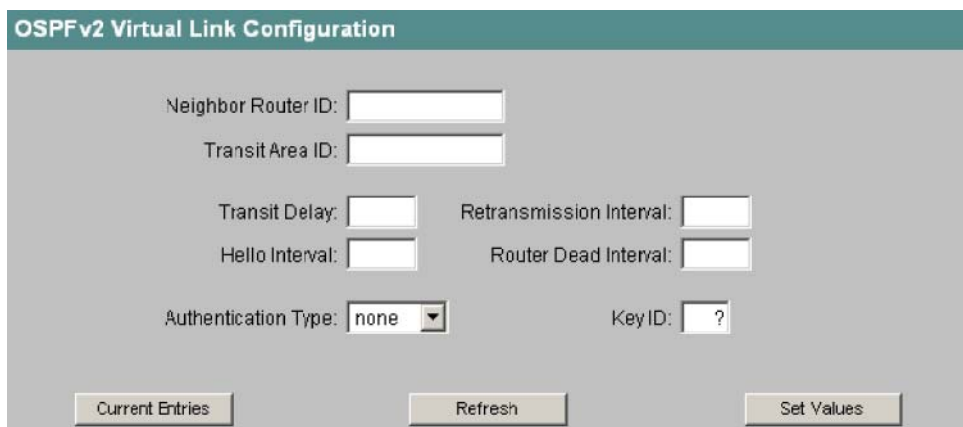 OSPFv2 Virtual Link Configuration
Neighbor Router ID:
Transit Area ID:
Transit Delay: Retransmission Interval:
Hello Interval: Router Dead Interval:
Authentication Type: none Key ID: ?
Current Entries Refresh Set Values